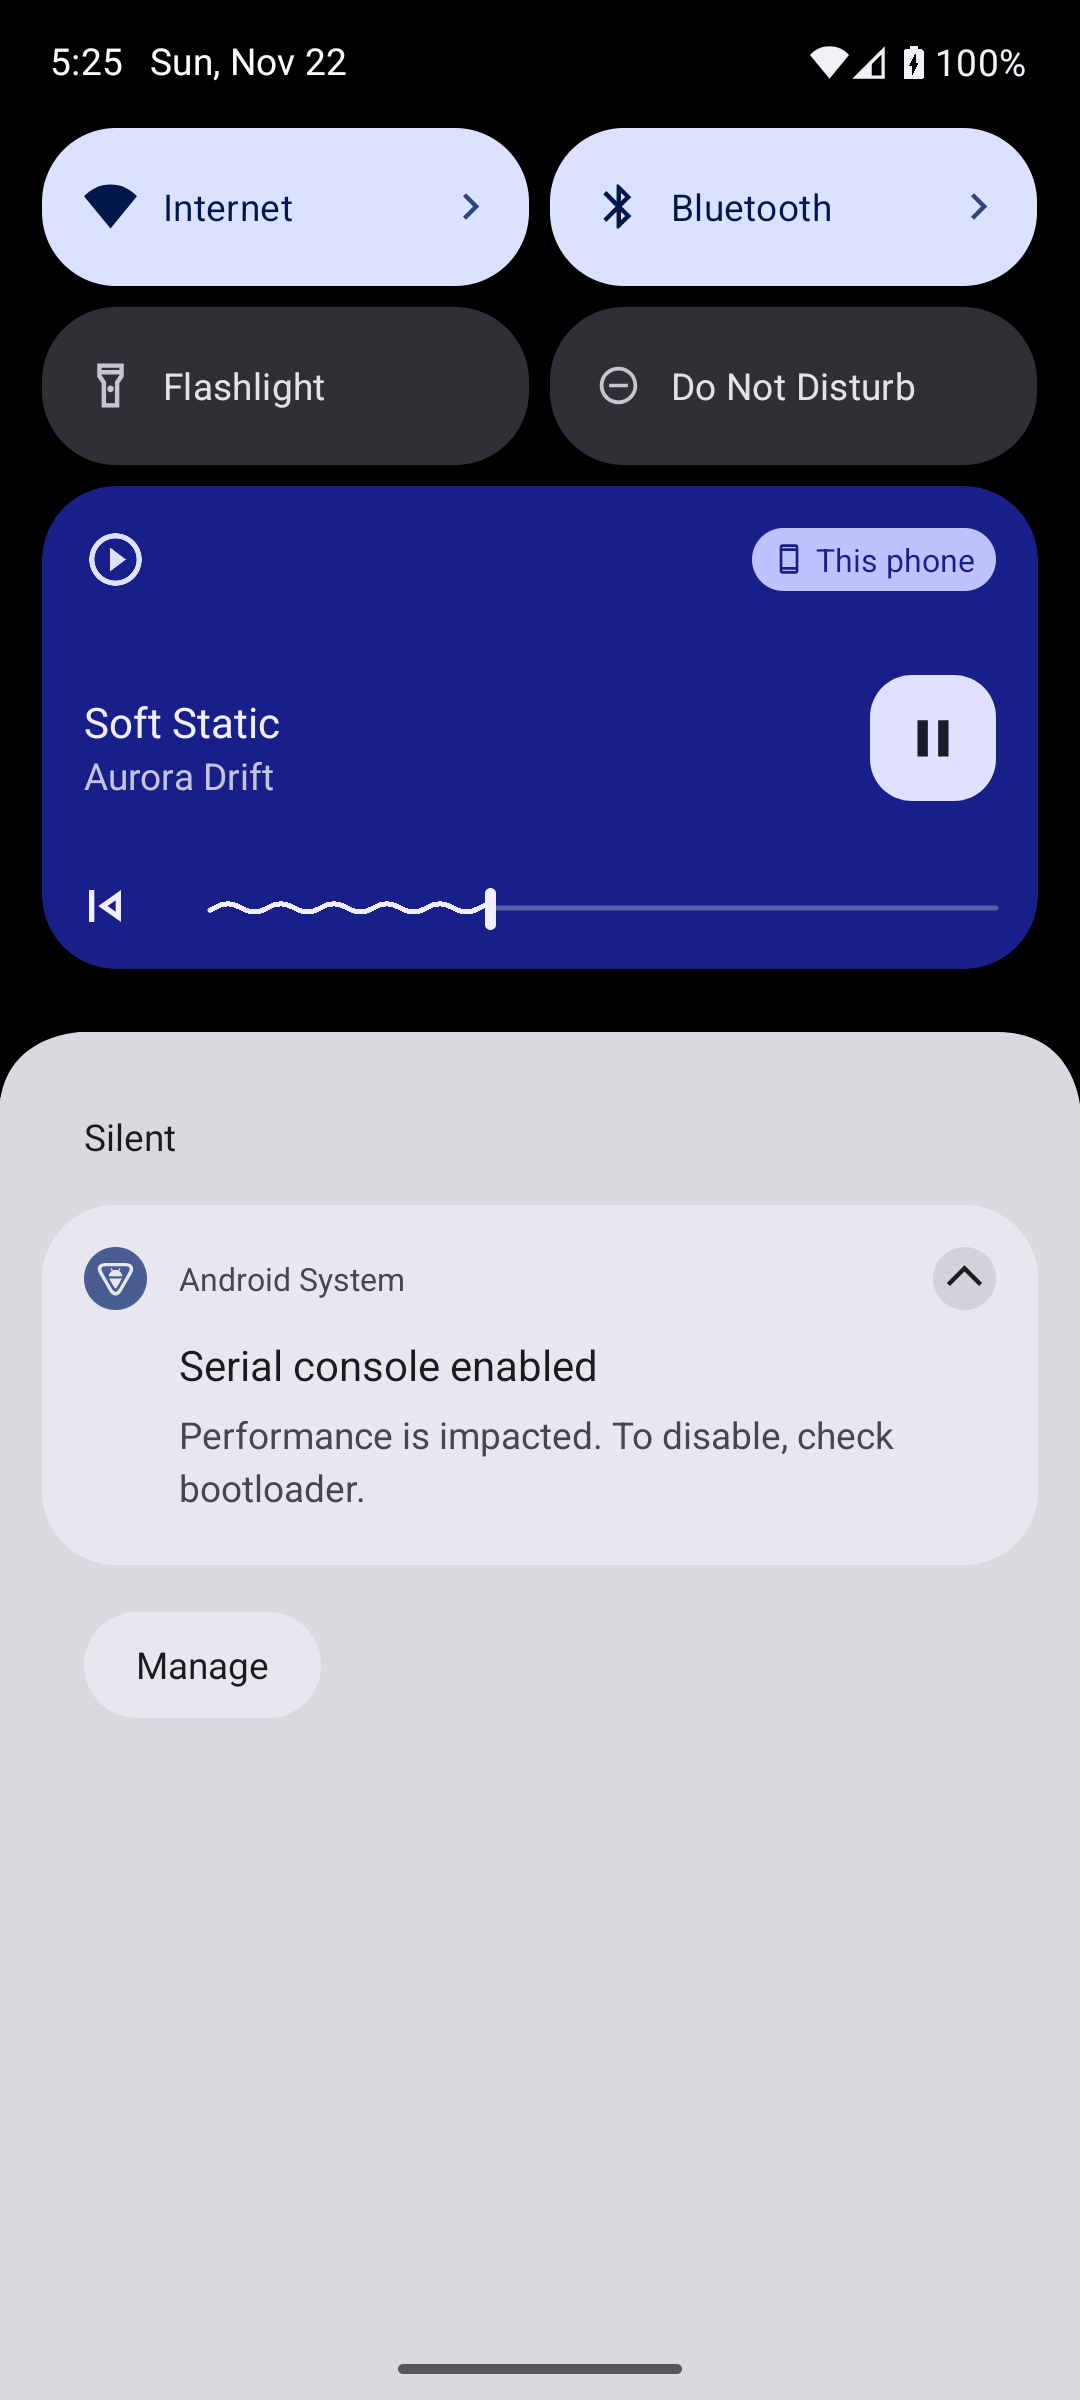 5:25 Sun, Nov 22 100%
Internet Bluetooth
Flashlight Do Not Disturb
This phone
Soft Static
Aurora Drift
Silent
Android System
Serial console enabled
Performance is impacted. To disable, check
bootloader.
Manage